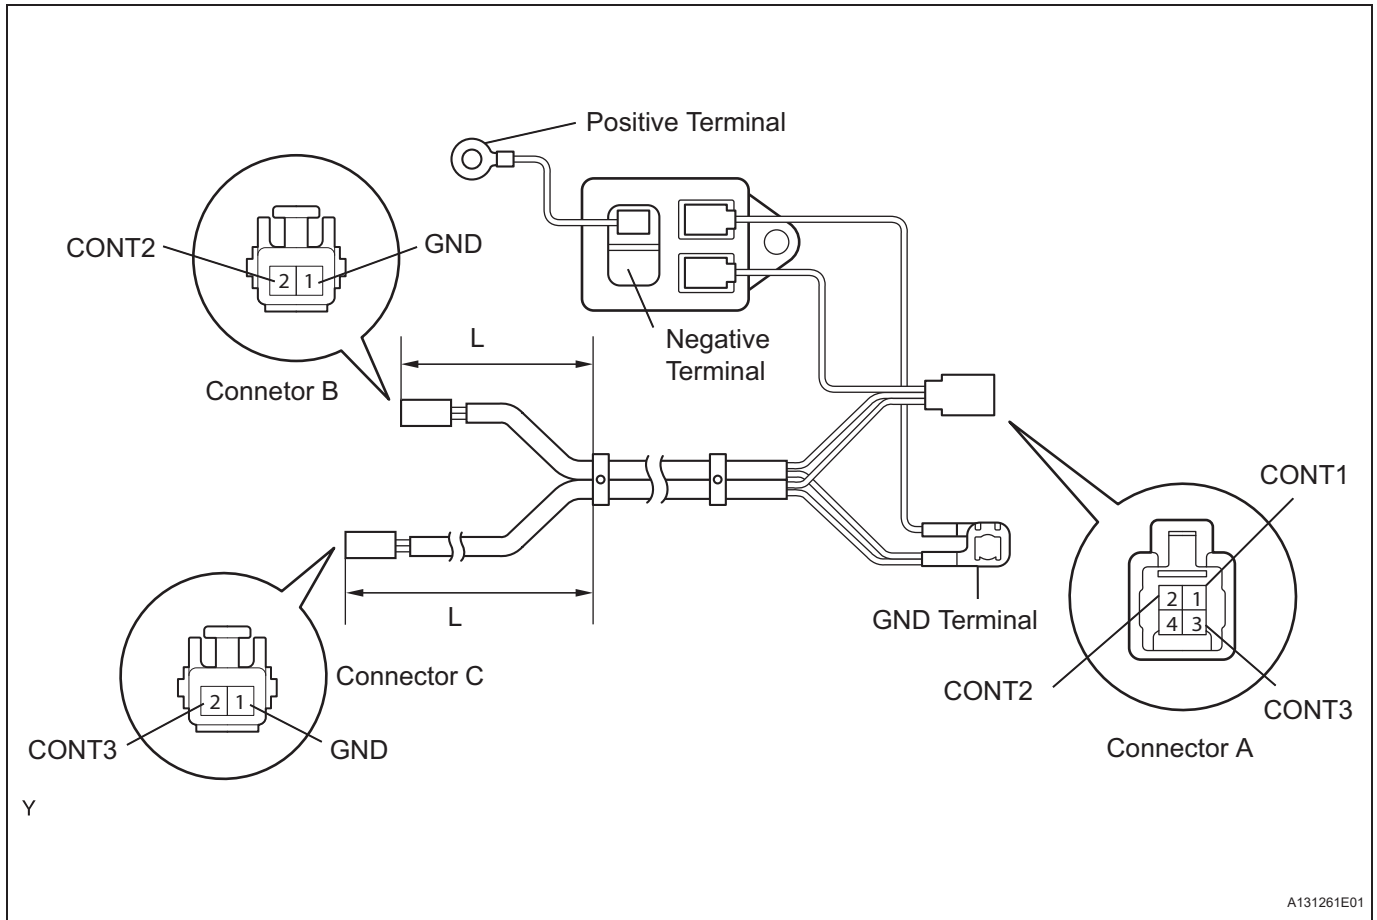 Positive Terminal
CONT2
GND
2 1
Negative
Terminal
L
Connetor B
CONT1
GND Terminal
2 1
4 3
L
Connector C
CONT2
CONT3
2 1
CONT3
GND
Connector A
Y
A131261E01